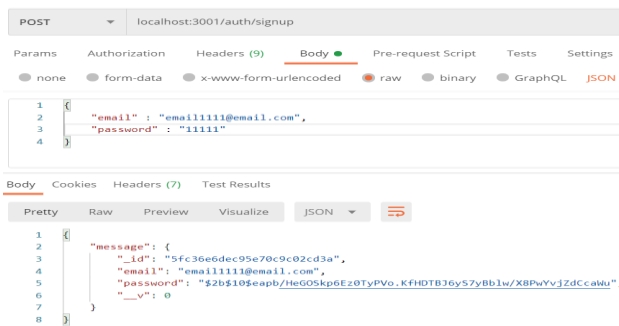 POST localhost:3001/auth/signup
Params Authorization Headers (9) Body Pre-request Script Tests Settings
none form-data x-www-form-urlencoded raw binary GraphQL JSON
1 {
2 "email" : "email1111@email.com",
3 "password" : "11111"
4 }
Body Cookies Headers (7) Test Results
Pretty Raw Preview Visualize JSON
1 {
2 "message": {
3 "_id": "5fc36e6dec95e70c9c02cd3a",
4 "email": "email1111@email.com",
5 "password": "$2b$10$eapb/HeGOSkp6Ez0TyPVo.KfHDTBJ6yS7yBblw/X8PwYvjZdCcaWu"
6 "__v": 0
7 }
8 }